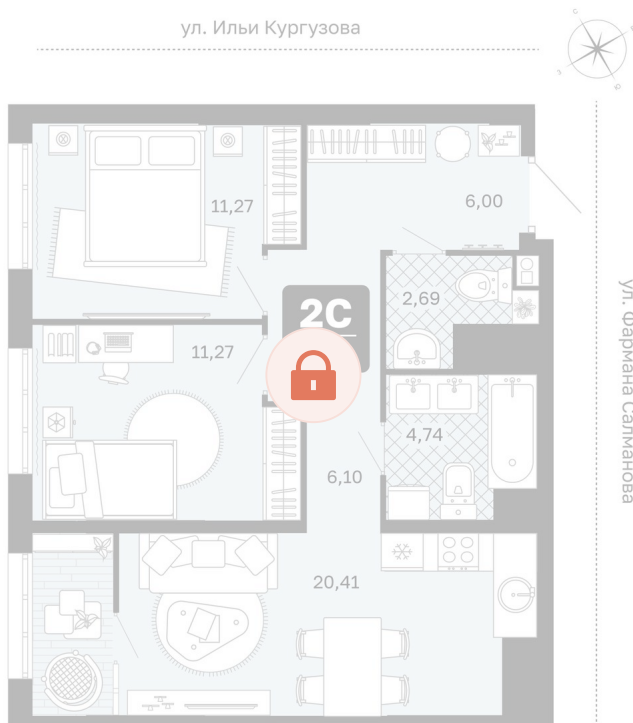 ул. Ильи Кургузова
С
В
З
Ю
11,27
6,00
2,69
2С
11,27
4,74
6,10
20,41
ул. Фармана Салманова